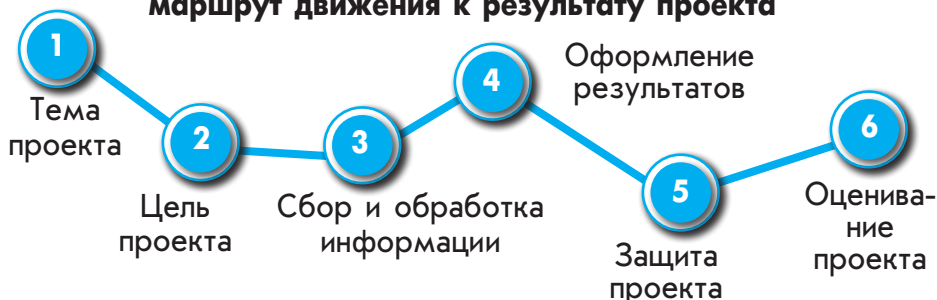 маршрут движения к результату проекта
1
Тема
проекта
2
Цель
проекта
3
Сбор и обработка
информации
4
Оформление
результатов
5
Защита
проекта
6
Оценива-
ние
проекта